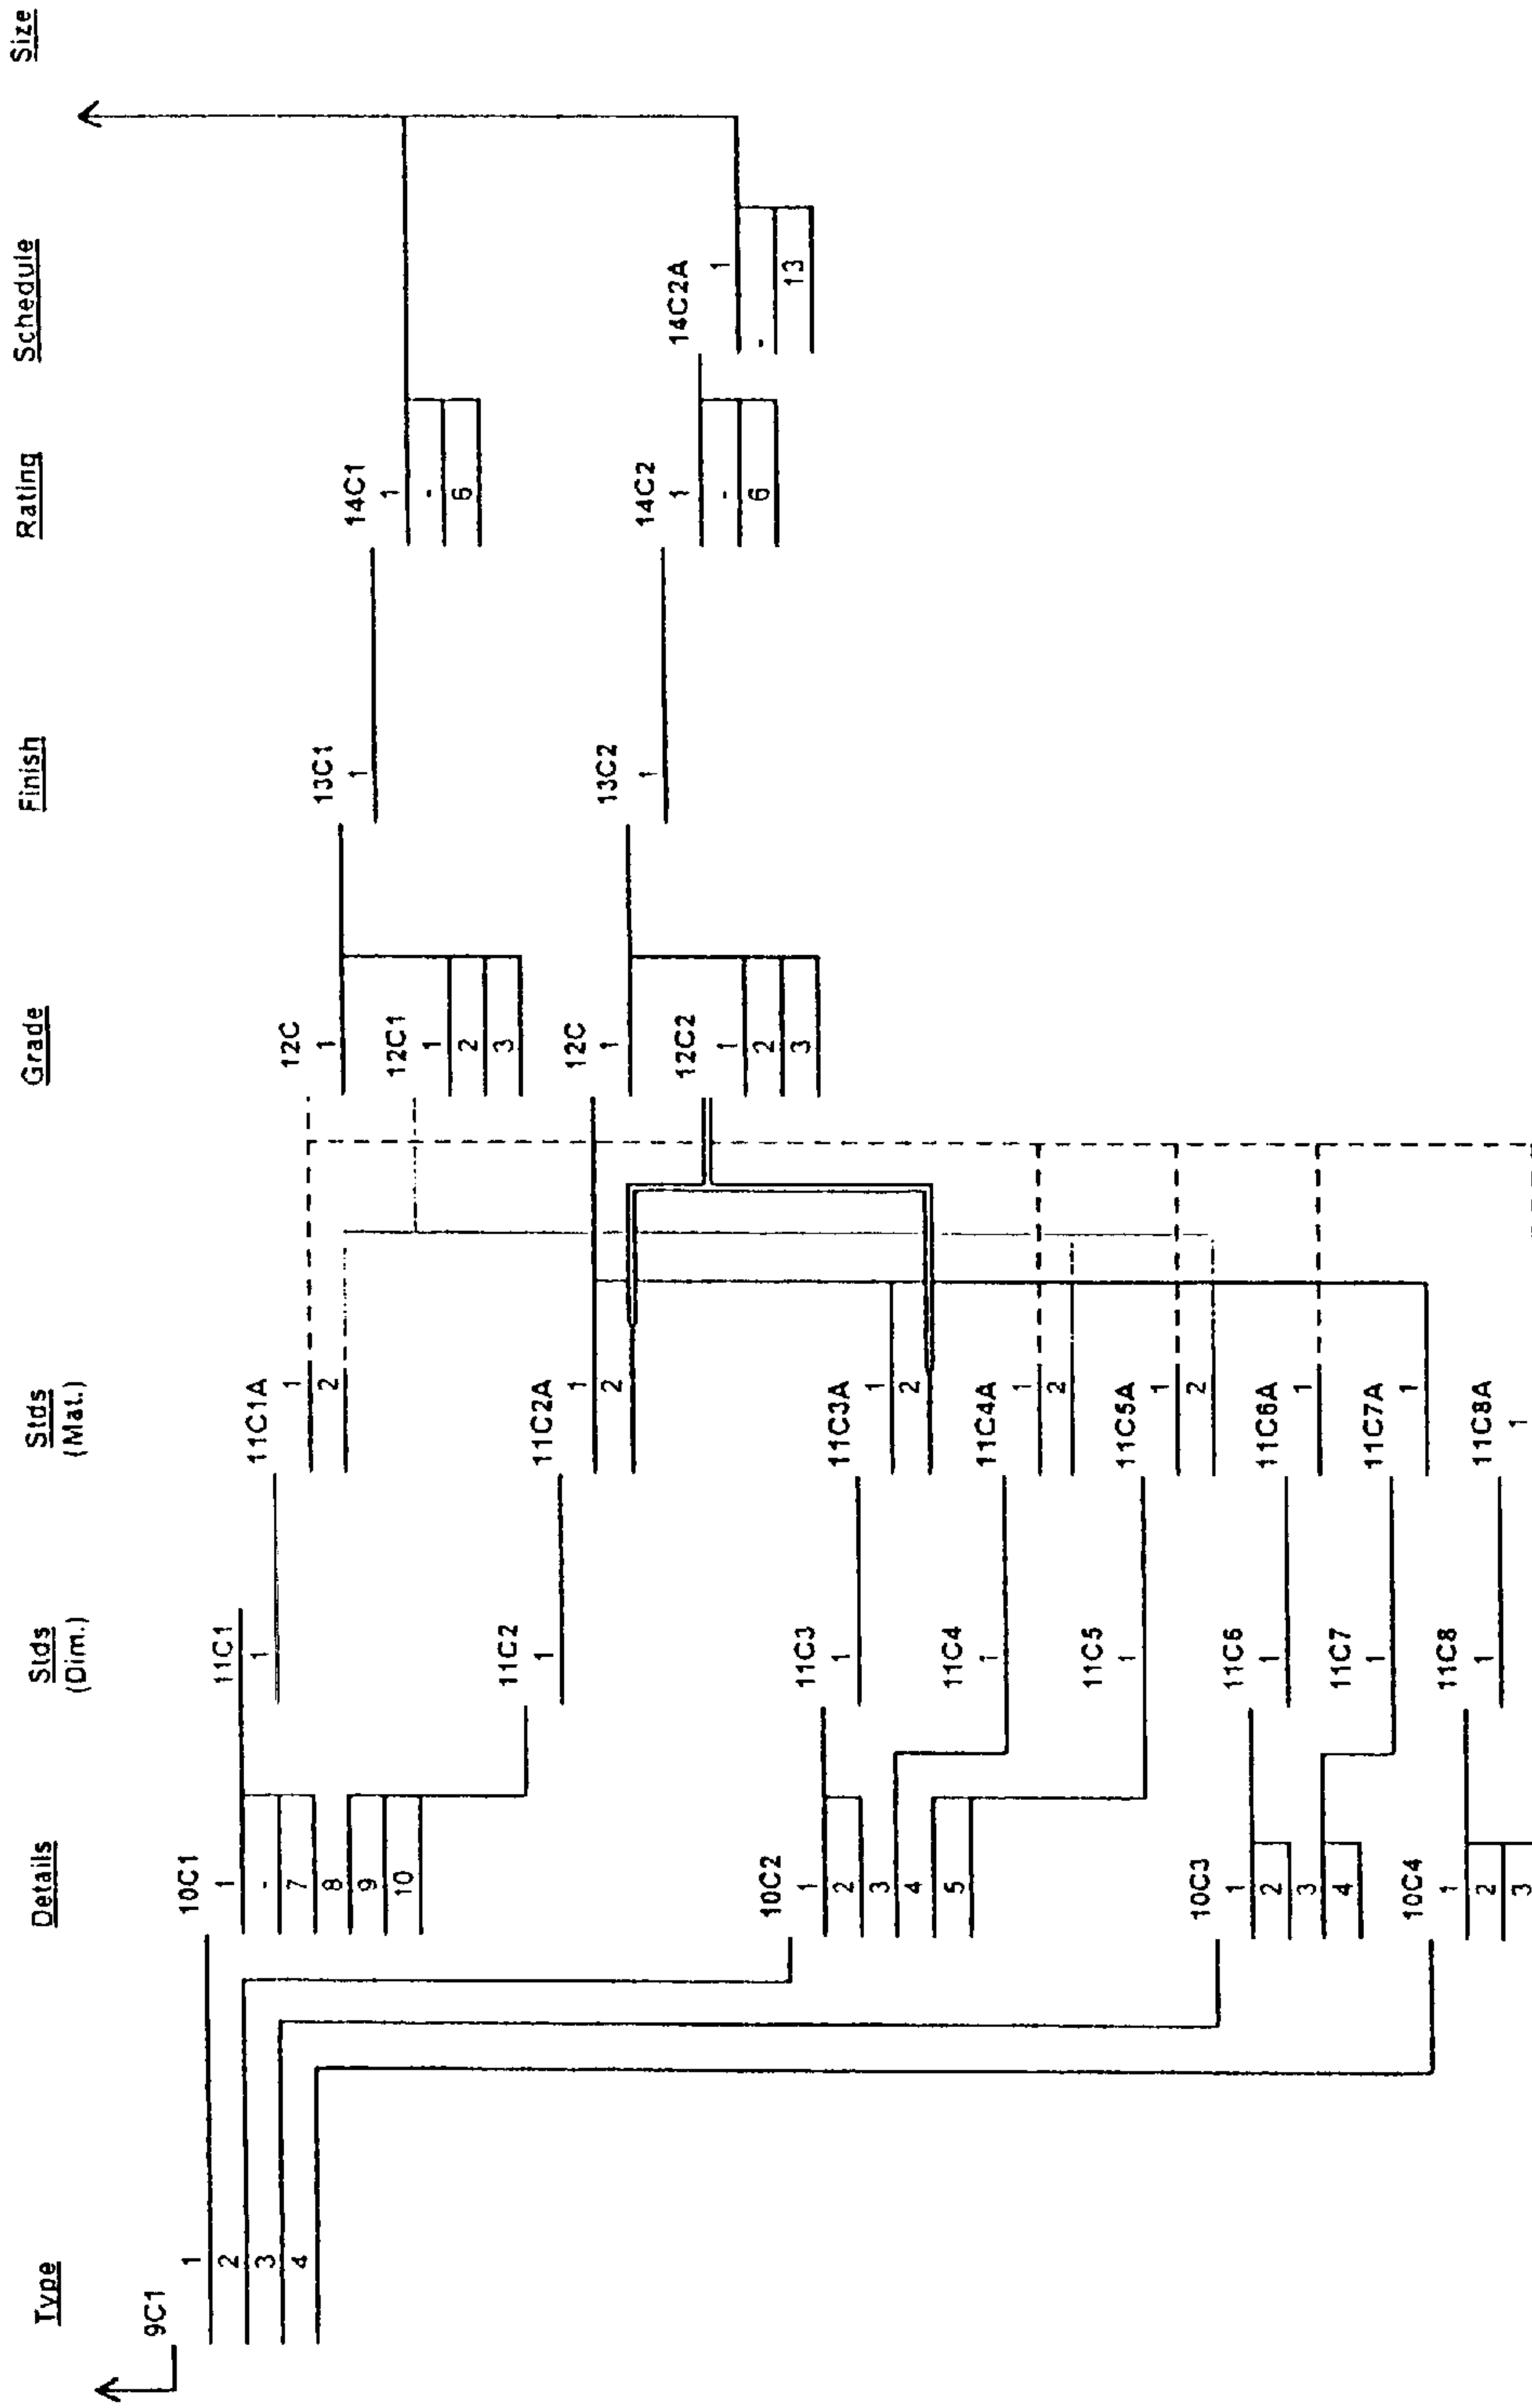 Type
Details
Stds
(Dim.)
Stds
(Mat.)
Grade
Finish
Rating
Schedule
Size
9C1
1
2
3
4
10C1
1
-
7
8
9
10
10C2
1
2
3
4
5
10C3
1
2
3
4
10C4
1
2
3
11C1
1
11C2
1
11C3
1
11C4
1
11C5
1
11C6
1
11C7
1
11C8
1
11C1A
1
2
11C2A
1
2
11C3A
1
2
11C4A
1
2
11C5A
1
2
11C6A
1
11C7A
1
11C8A
1
12C
1
12C1
1
2
3
12C
1
12C2
1
2
3
13C1
1
13C2
1
14C1
1
-
6
14C2
1
-
6
14C2A
1
-
13